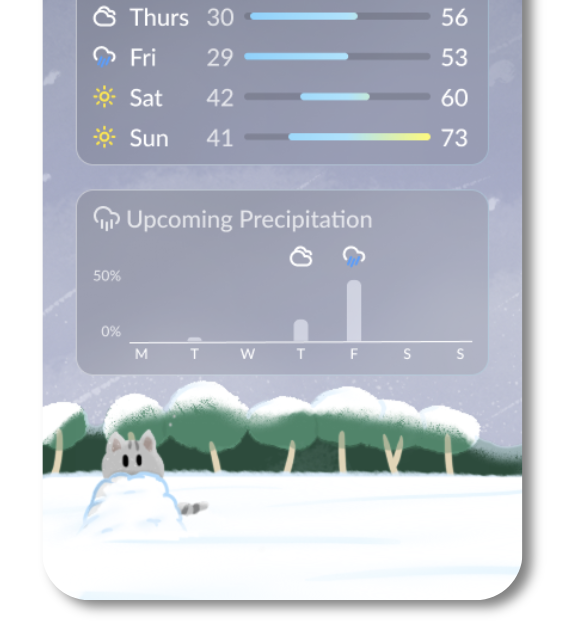 Thurs 30 56
Fri 29 53
Sat 42 60
Sun 41 73
Upcoming Precipitation
50%
0%
M T W T F S S